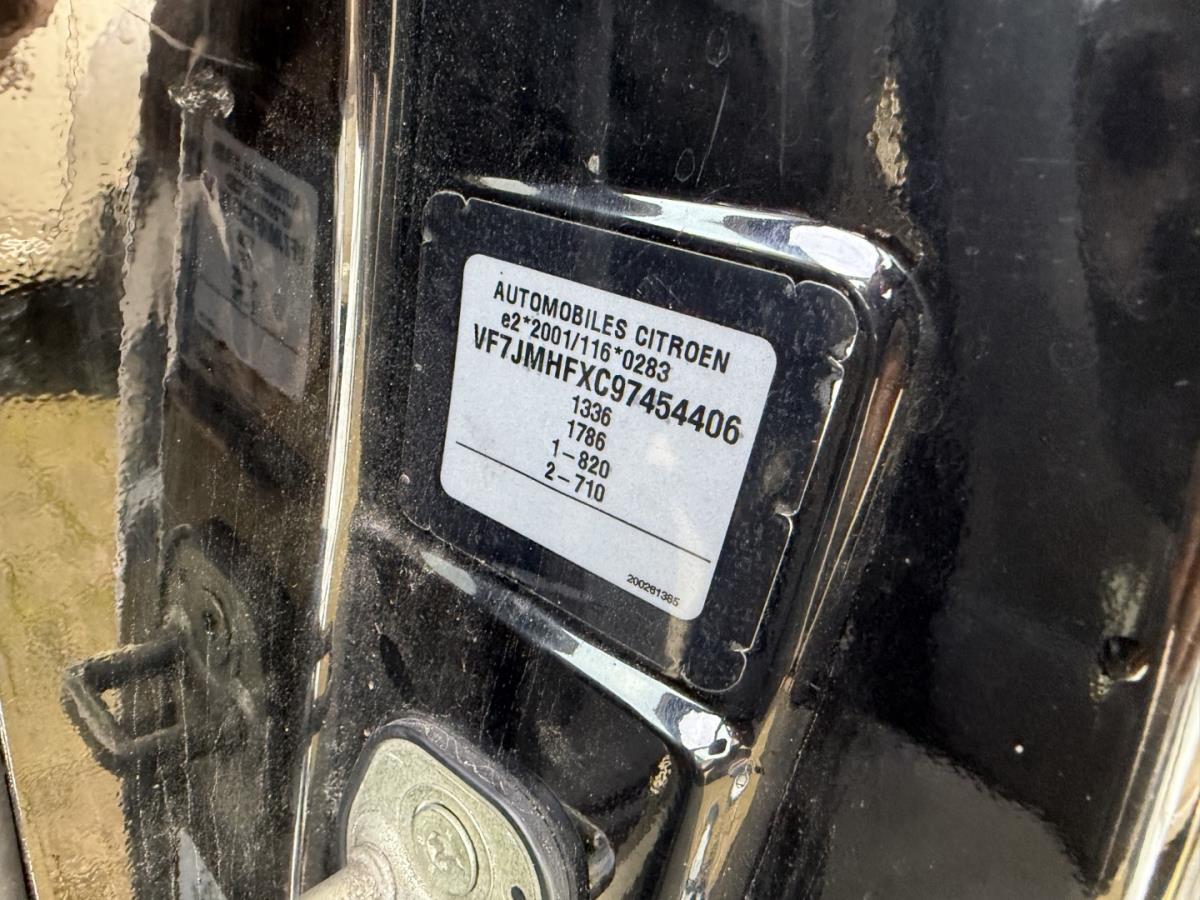 AUTOMOBILES CITROEN
e2*2001/116*0283
VF7JMHFXC97454406
1336
1786
1-820
2-710
200281385